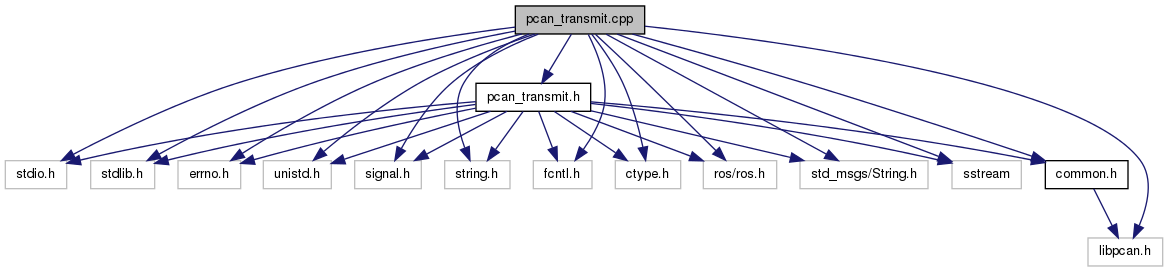 pcan_transmit.cpp
pcan_transmit.h
stdio.h
stdlib.h
errno.h
unistd.h
signal.h
string.h
fcntl.h
ctype.h
ros/ros.h
std_msgs/String.h
sstream
common.h
libpcan.h